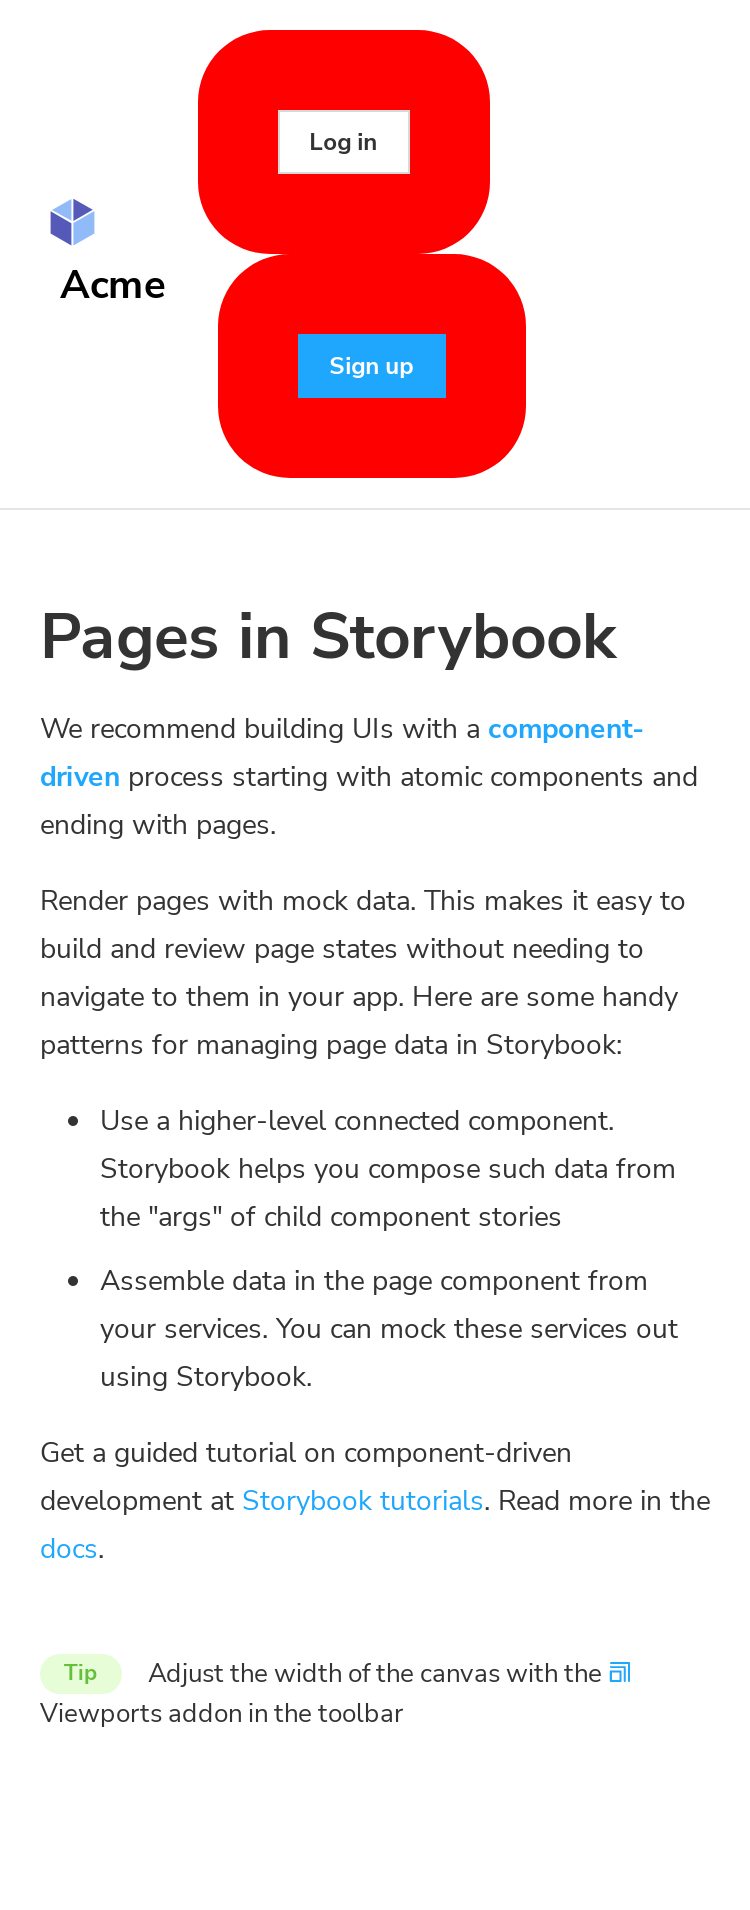 Log in
Acme
Sign up
Pages in Storybook
We recommend building UIs with a component-
driven process starting with atomic components and
ending with pages.
Render pages with mock data. This makes it easy to
build and review page states without needing to
navigate to them in your app. Here are some handy
patterns for managing page data in Storybook:
Use a higher-level connected component.
Storybook helps you compose such data from
the "args" of child component stories
Assemble data in the page component from
your services. You can mock these services out
using Storybook.
Get a guided tutorial on component-driven
development at Storybook tutorials. Read more in the
docs.
Tip Adjust the width of the canvas with the
Viewports addon in the toolbar